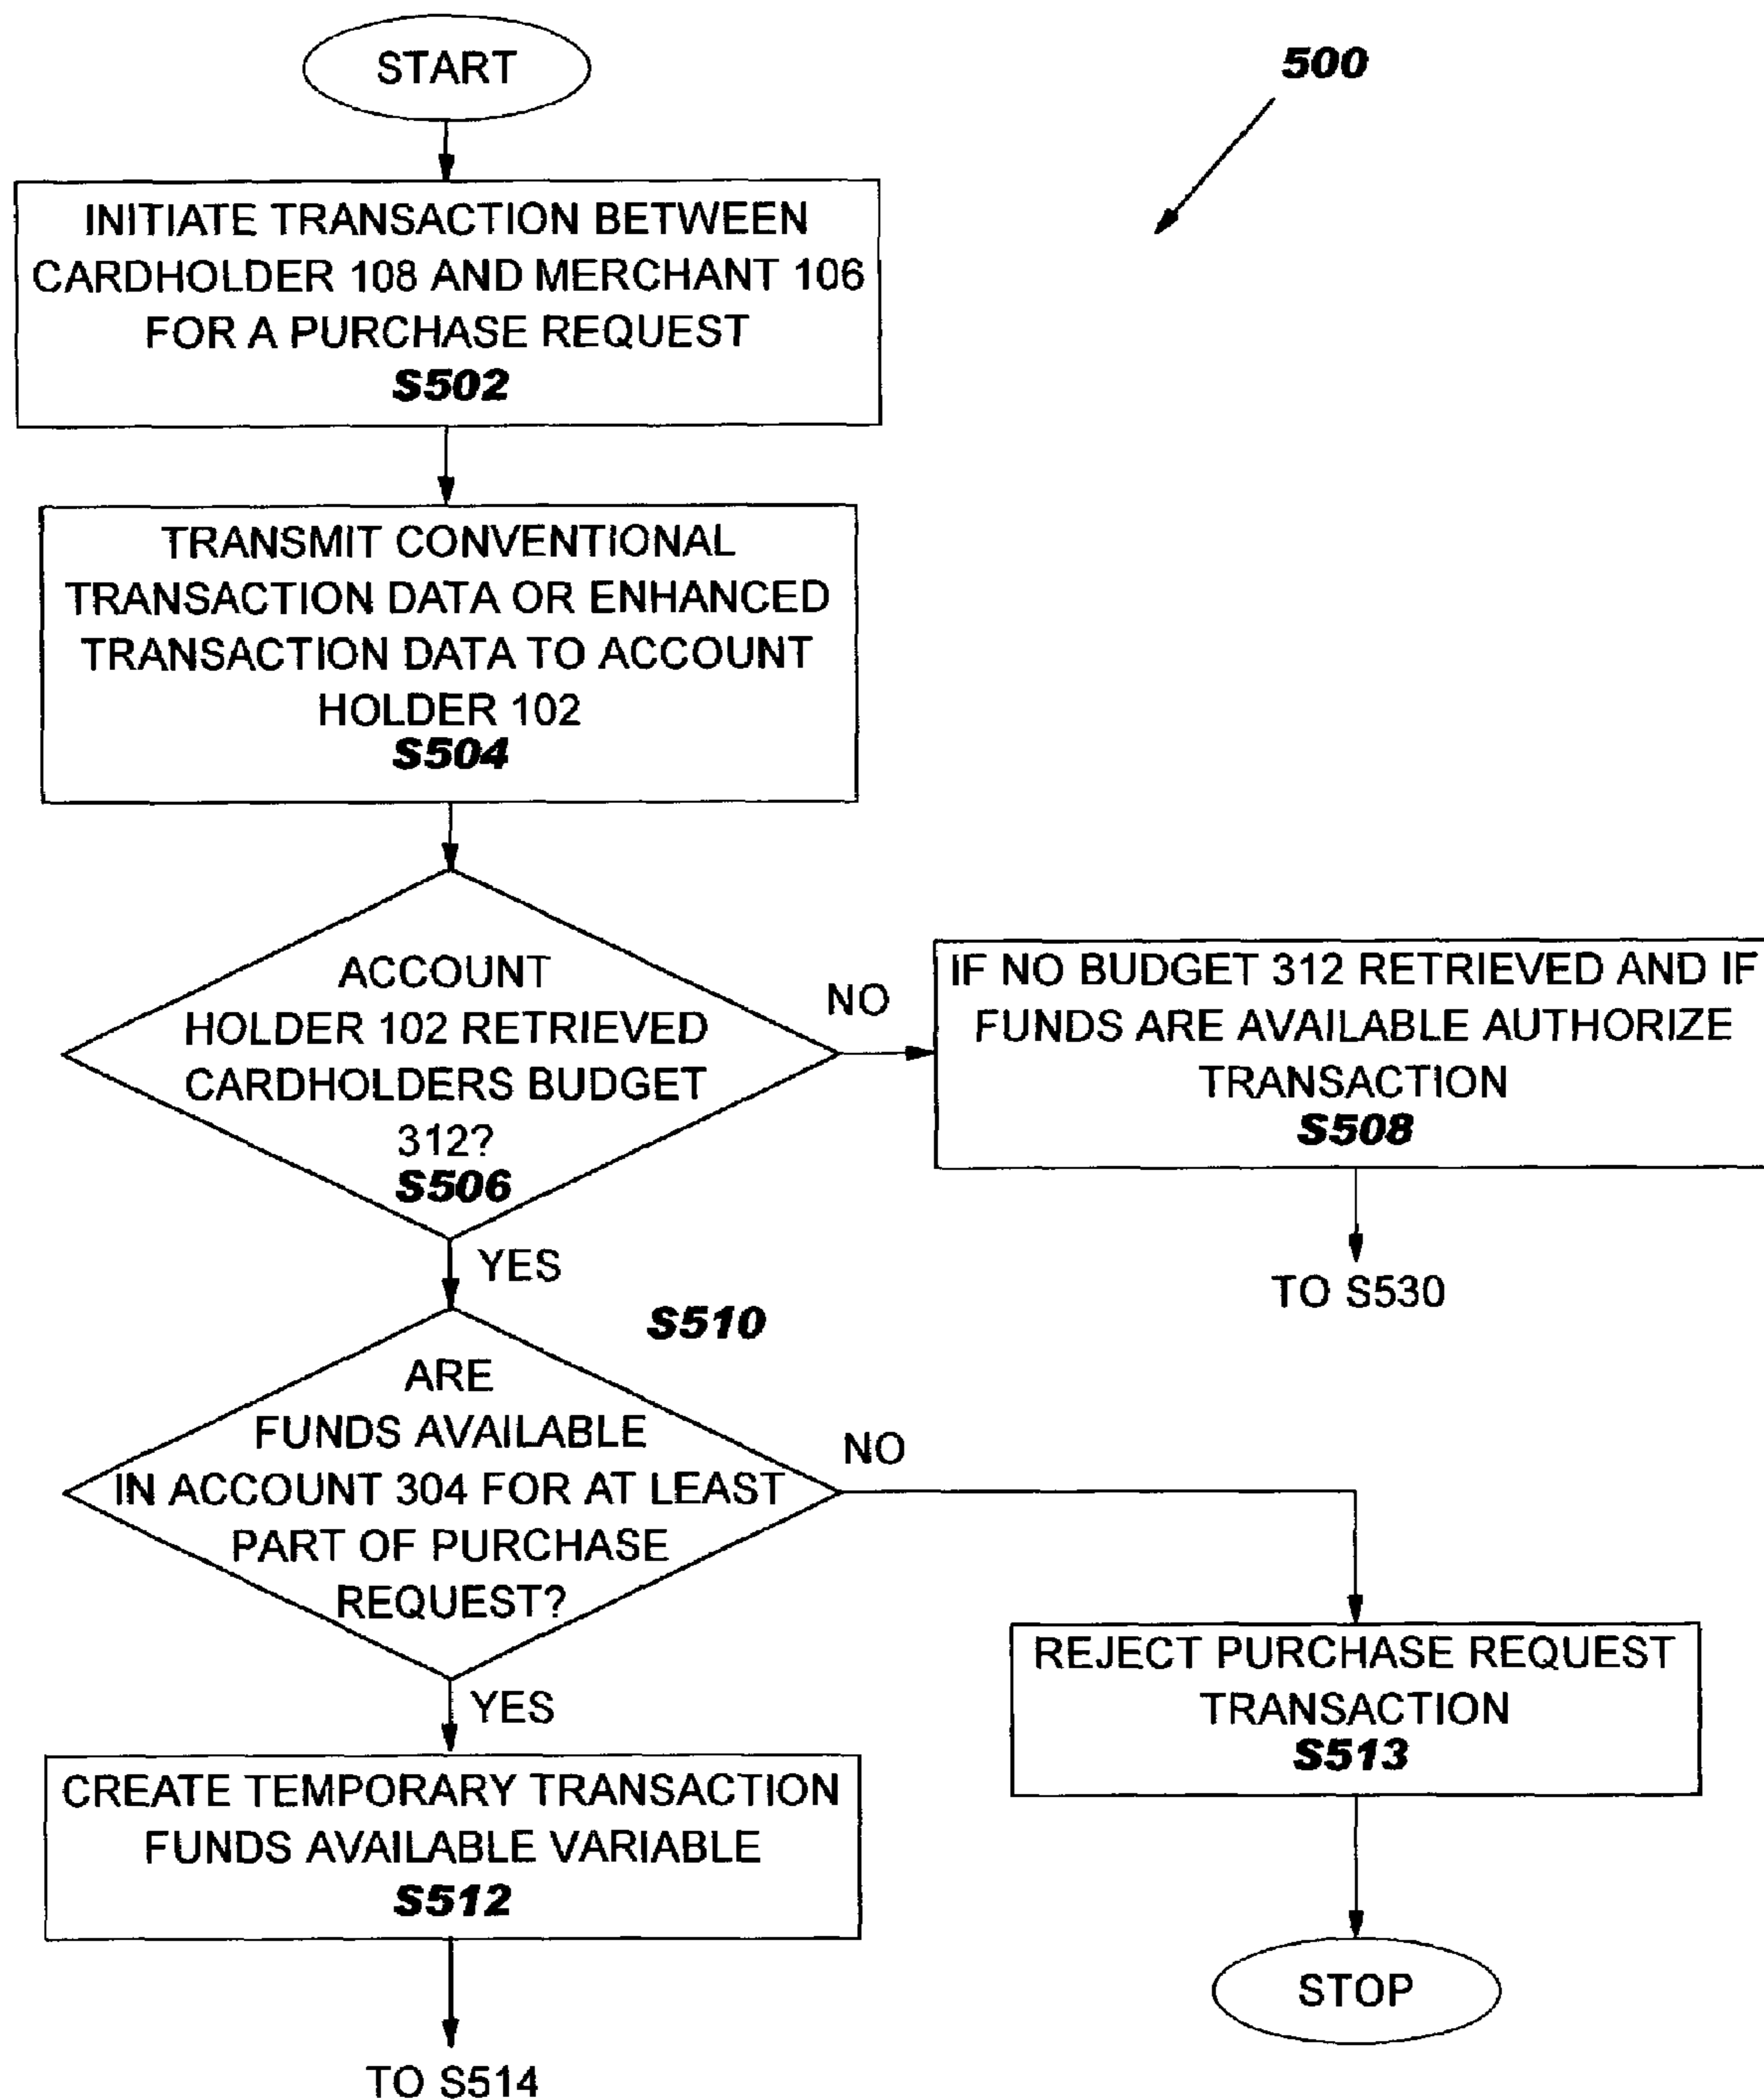 START
500
INITIATE TRANSACTION BETWEEN
CARDHOLDER 108 AND MERCHANT 106
FOR A PURCHASE REQUEST
S502
TRANSMIT CONVENTIONAL
TRANSACTION DATA OR ENHANCED
TRANSACTION DATA TO ACCOUNT
HOLDER 102
S504
ACCOUNT
HOLDER 102 RETRIEVED
CARDHOLDERS BUDGET
312?
S506
NO
IF NO BUDGET 312 RETRIEVED AND IF
FUNDS ARE AVAILABLE AUTHORIZE
TRANSACTION
S508
TO S530
YES
S510
ARE
FUNDS AVAILABLE
IN ACCOUNT 304 FOR AT LEAST
PART OF PURCHASE
REQUEST?
NO
REJECT PURCHASE REQUEST
TRANSACTION
S513
STOP
YES
CREATE TEMPORARY TRANSACTION
FUNDS AVAILABLE VARIABLE
S512
TO S514